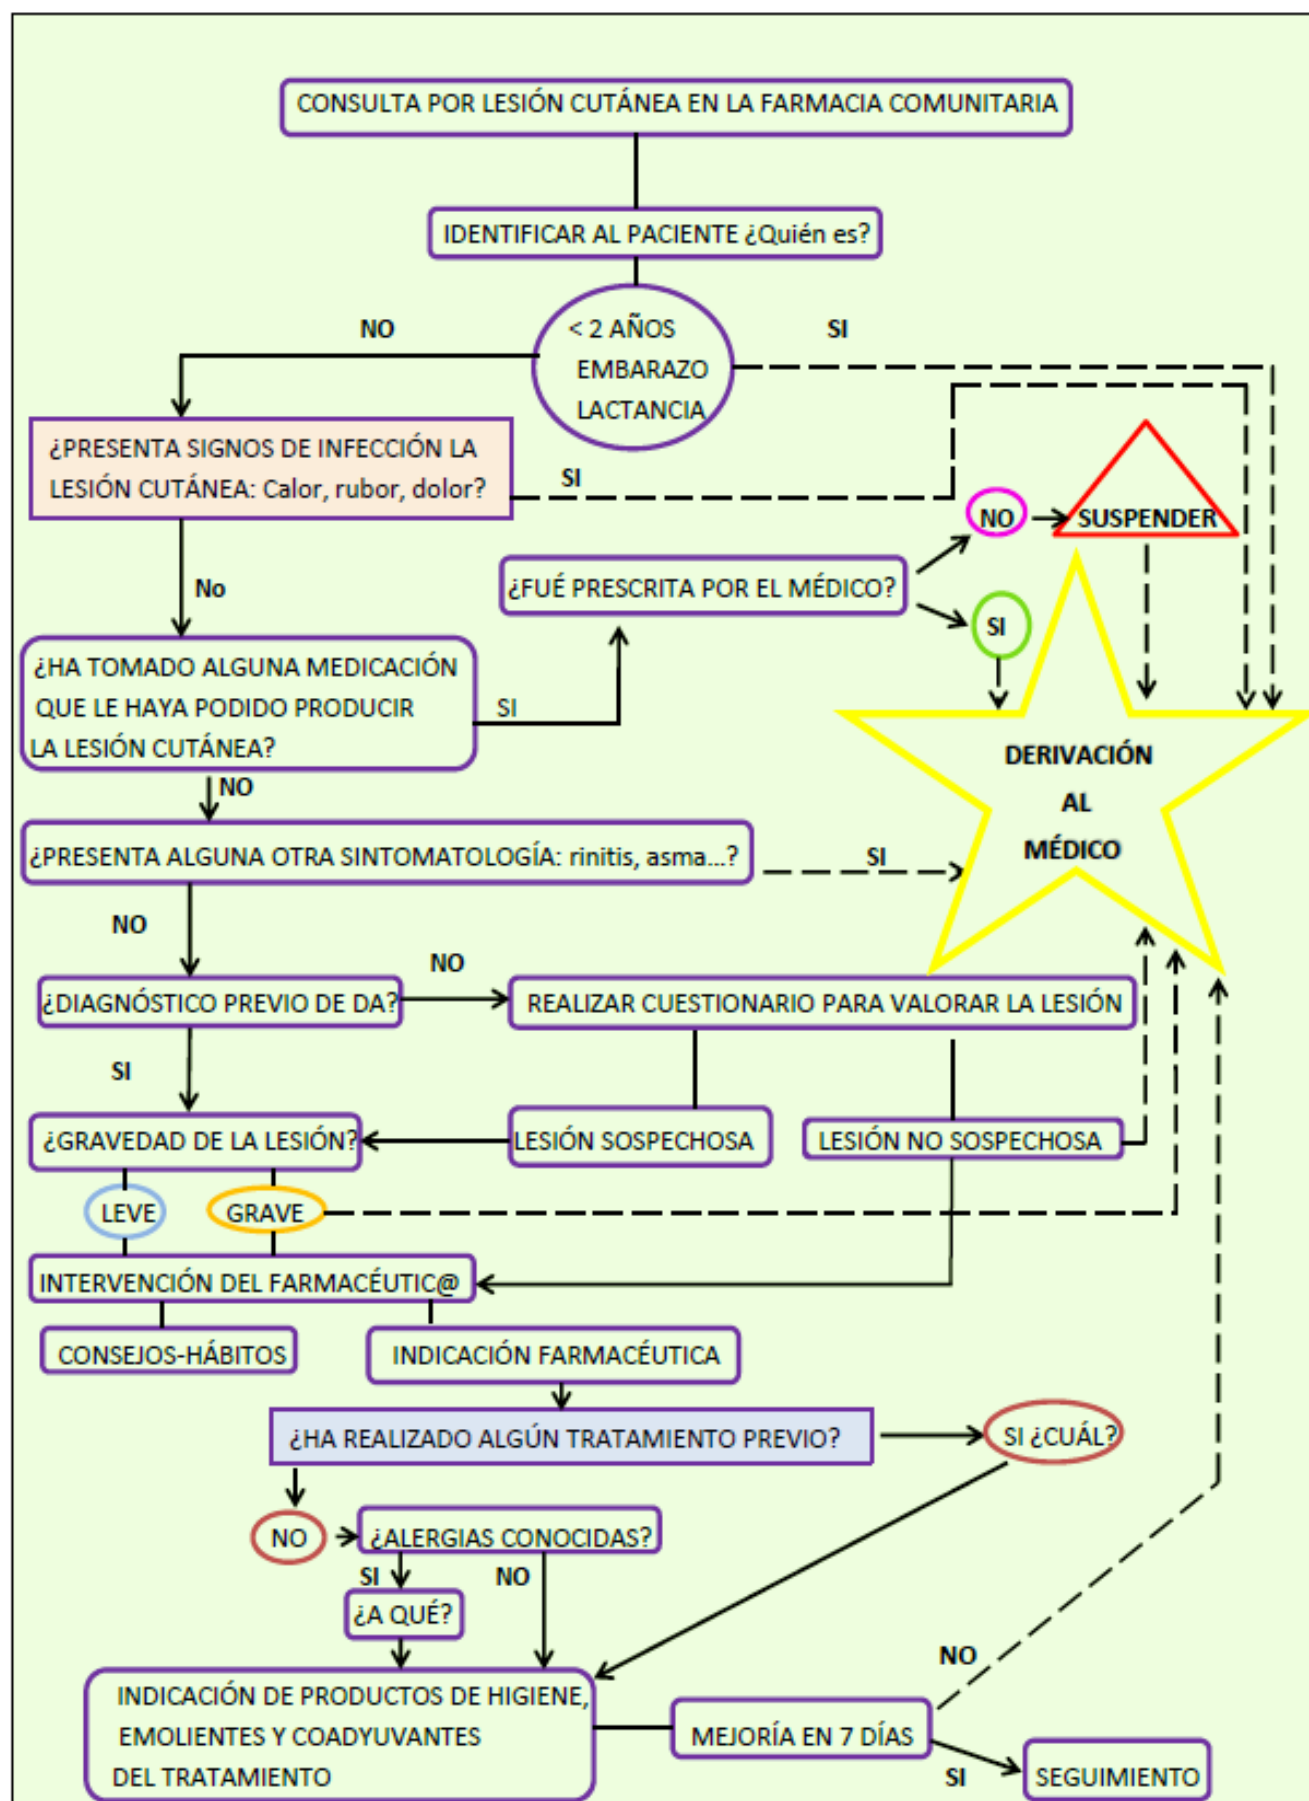 CONSULTA POR LESIÓN CUTÁNEA EN LA FARMACIA COMUNITARIA
IDENTIFICAR AL PACIENTE ¿Quién es?
< 2 AÑOS
EMBARAZO
LACTANCIA
NO
SI
¿PRESENTA SIGNOS DE INFECCIÓN LA
LESIÓN CUTÁNEA: Calor, rubor, dolor?
SI
No
NO
SUSPENDER
¿FUÉ PRESCRITA POR EL MÉDICO?
SI
¿HA TOMADO ALGUNA MEDICACIÓN
QUE LE HAYA PODIDO PRODUCIR
LA LESIÓN CUTÁNEA?
SI
NO
DERIVACIÓN
AL
MÉDICO
¿PRESENTA ALGUNA OTRA SINTOMATOLOGÍA: rinitis, asma...?
SI
NO
¿DIAGNÓSTICO PREVIO DE DA?
NO
REALIZAR CUESTIONARIO PARA VALORAR LA LESIÓN
SI
¿GRAVEDAD DE LA LESIÓN?
LESIÓN SOSPECHOSA
LESIÓN NO SOSPECHOSA
LEVE
GRAVE
INTERVENCIÓN DEL FARMACÉUTIC@
CONSEJOS-HÁBITOS
INDICACIÓN FARMACÉUTICA
¿HA REALIZADO ALGÚN TRATAMIENTO PREVIO?
SI ¿CUÁL?
NO
¿ALERGIAS CONOCIDAS?
SI
NO
¿A QUÉ?
INDICACIÓN DE PRODUCTOS DE HIGIENE,
EMOLIENTES Y COADYUVANTES
DEL TRATAMIENTO
MEJORÍA EN 7 DÍAS
NO
SI
SEGUIMIENTO